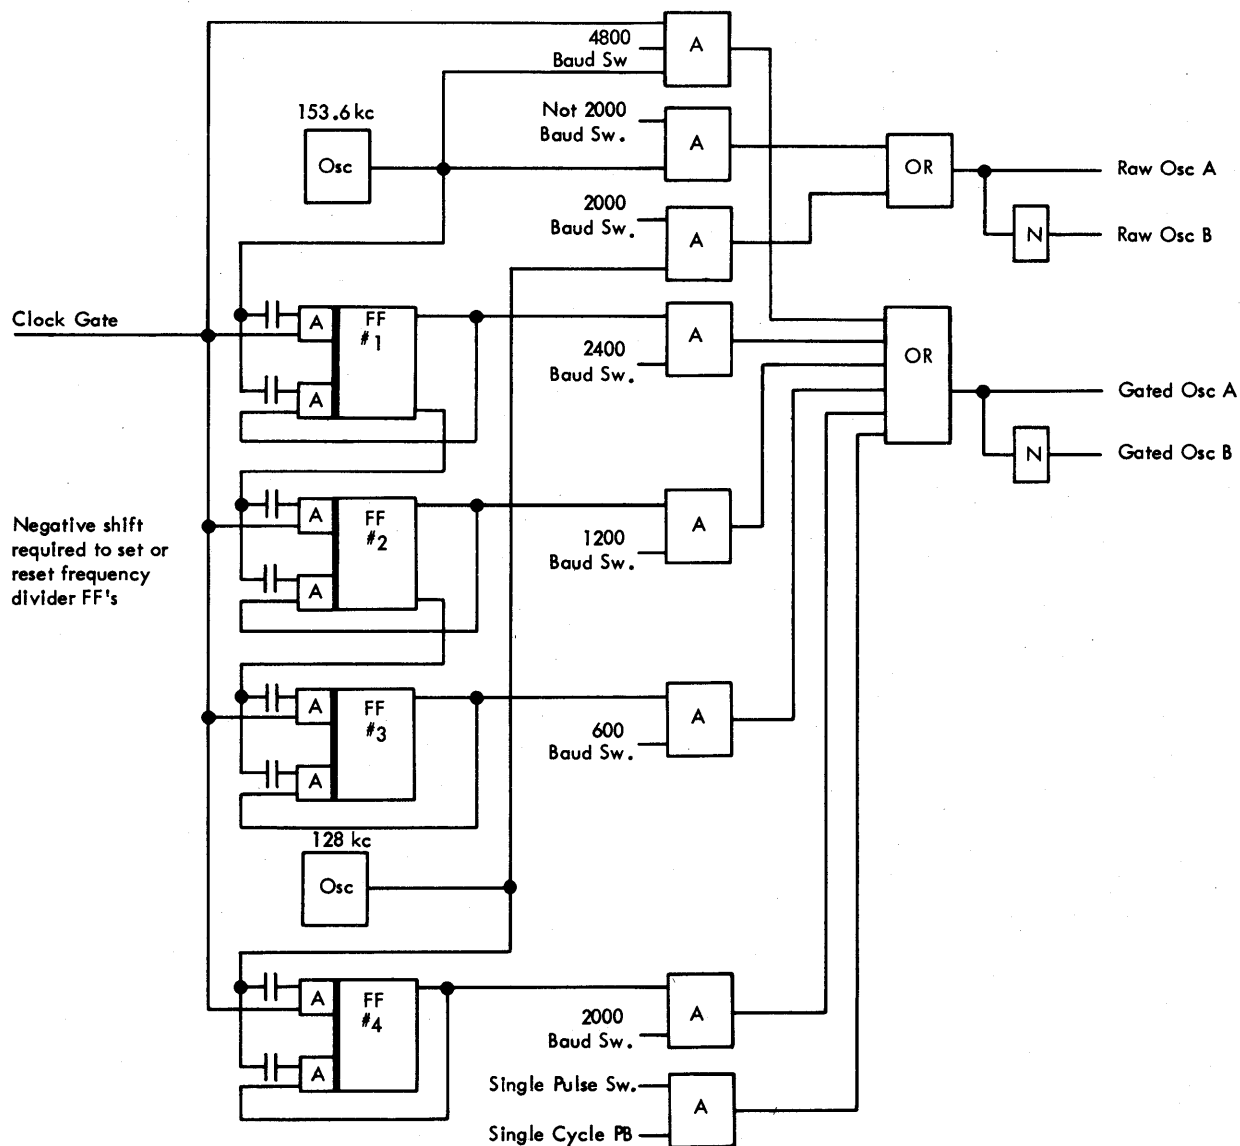 4800
Baud Sw
A
153.6 kc
Osc
Not 2000
Baud Sw.
A
OR
Raw Osc A
2000
Baud Sw.
A
N
Raw Osc B
Clock Gate
A
FF
#1
A
2400
Baud Sw.
A
OR
Gated Osc A
N
Gated Osc B
Negative shift
required to set or
reset frequency
divider FF's
A
FF
#2
A
1200
Baud Sw.
A
A
FF
#3
A
600
Baud Sw.
A
128 kc
Osc
A
FF
#4
A
2000
Baud Sw.
A
Single Pulse Sw.
A
Single Cycle PB